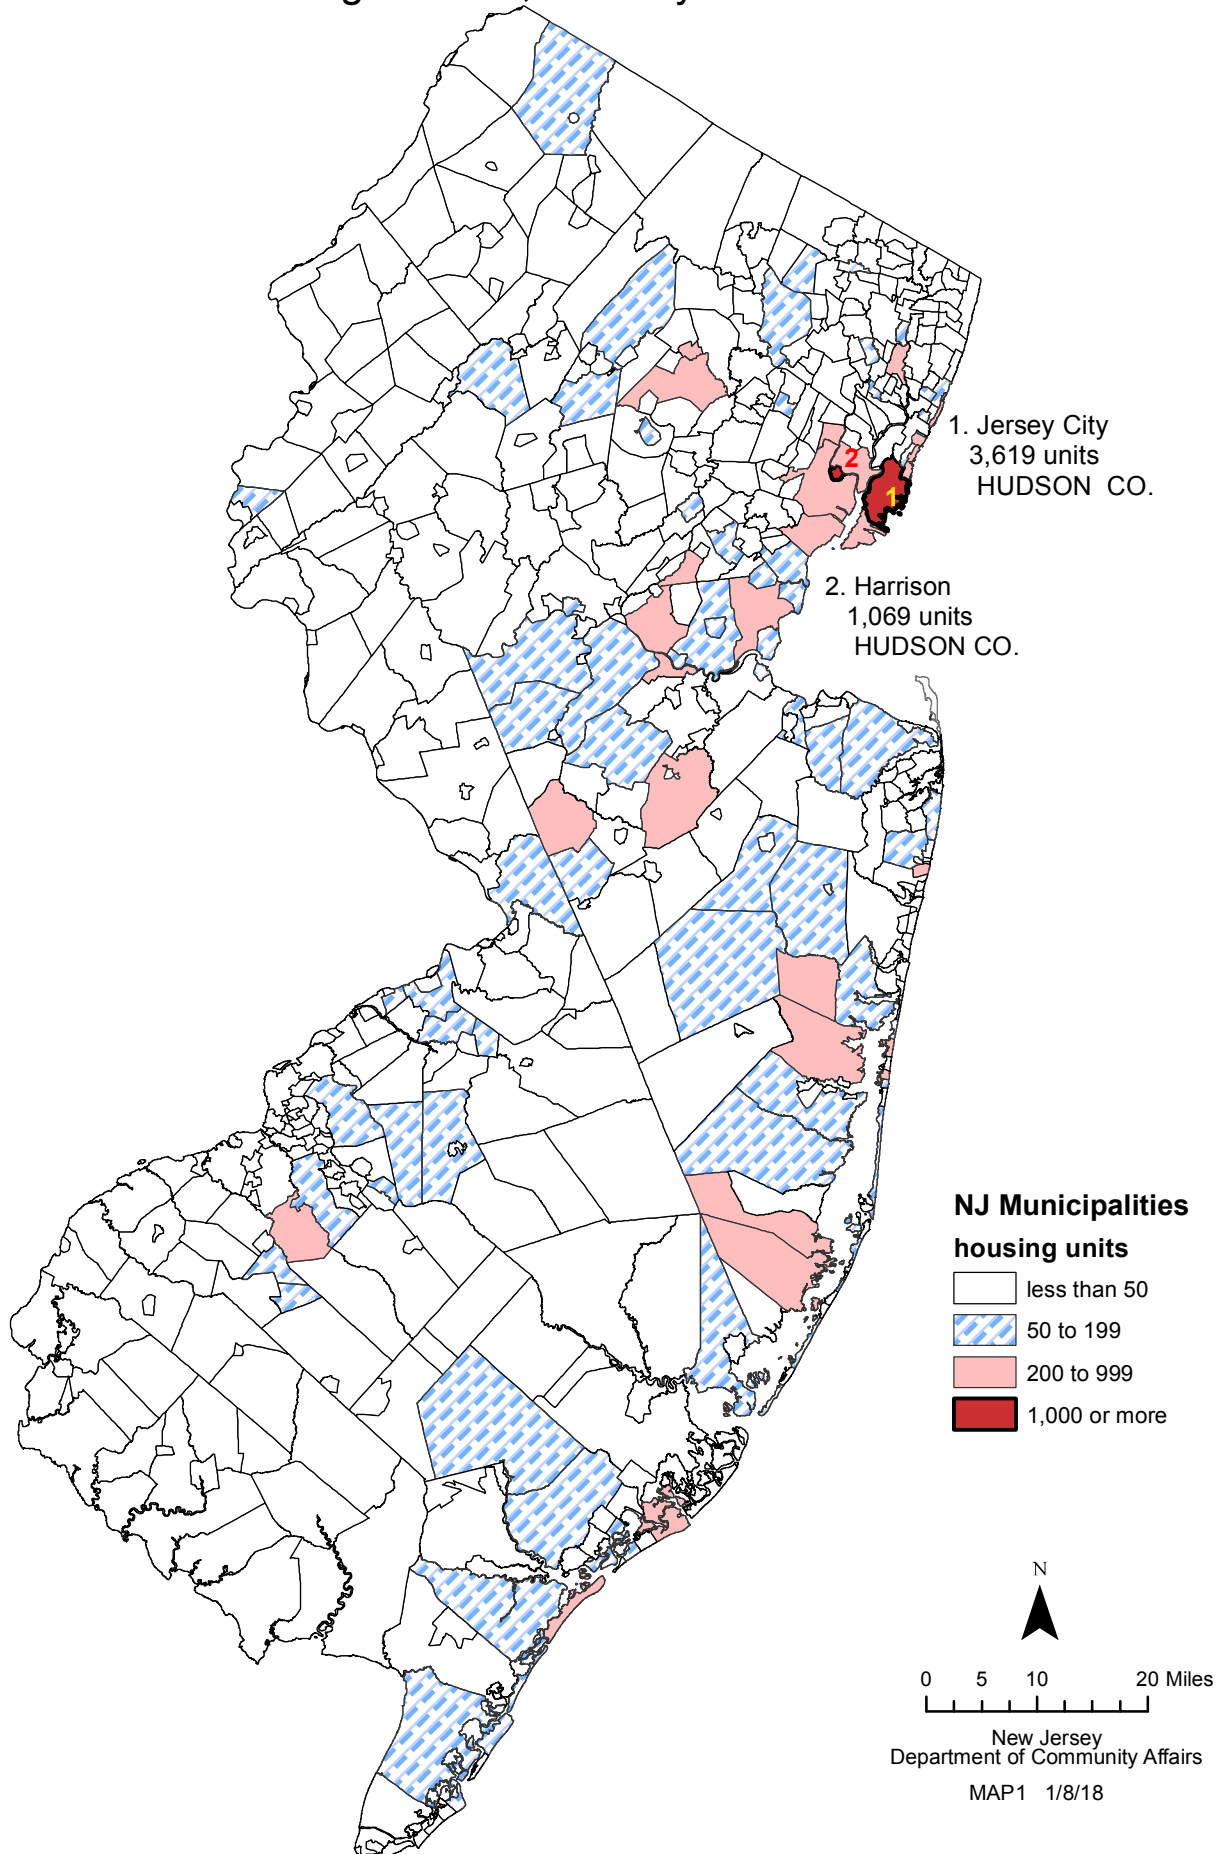 1. Jersey City
3,619 units
HUDSON CO.
2
1
2. Harrison
1,069 units
HUDSON CO.
NJ Municipalities
housing units
less than 50
50 to 199
200 to 999
1,000 or more
N
0 5 10 20 Miles
New Jersey
Department of Community Affairs
MAP1 1/8/18